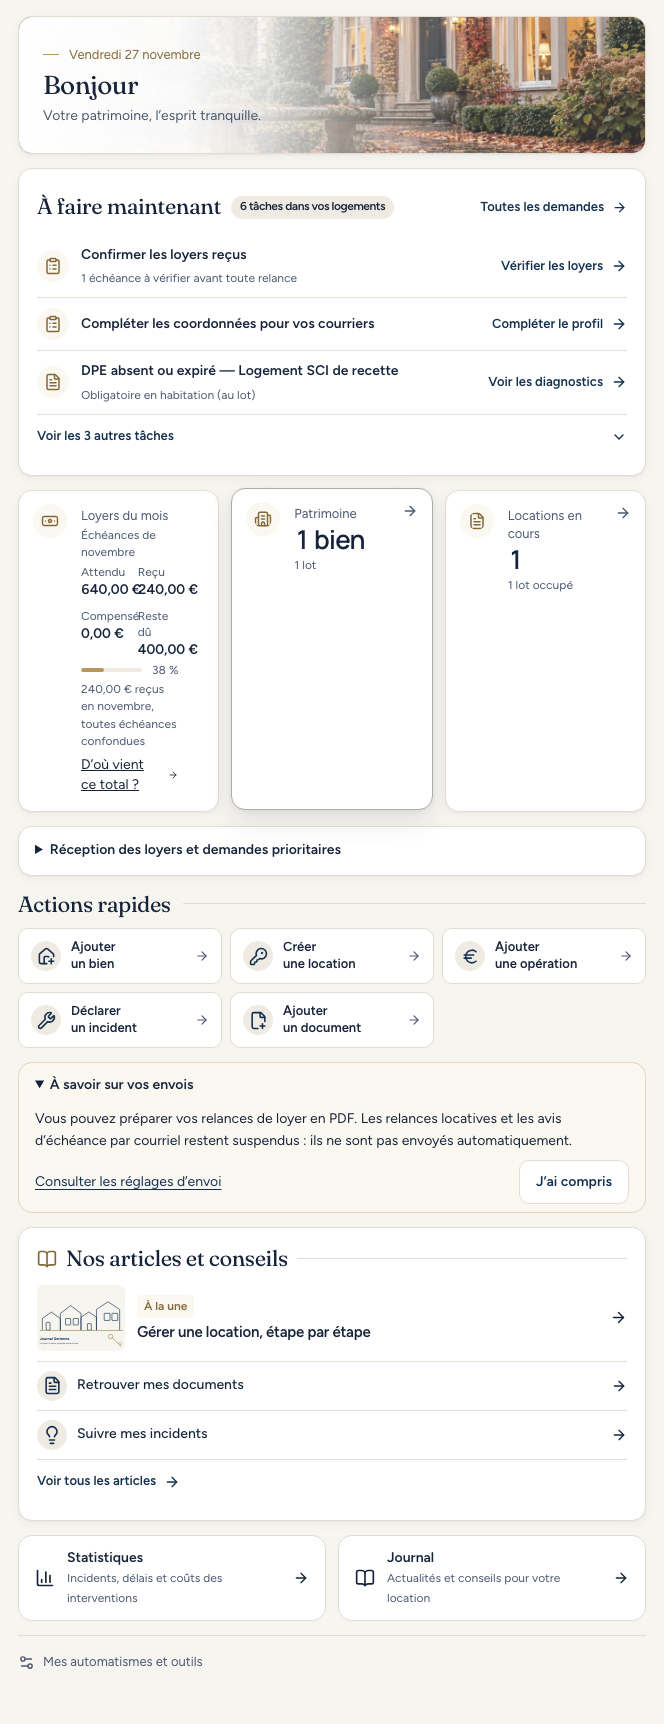 Vendredi 27 novembre
Bonjour
Votre patrimoine, l’esprit tranquille.
À faire maintenant
6 tâches dans vos logements
Toutes les demandes
Confirmer les loyers reçus
1 échéance à vérifier avant toute relance
Vérifier les loyers
Compléter les coordonnées pour vos courriers
Compléter le profil
DPE absent ou expiré — Logement SCI de recette
Obligatoire en habitation (au lot)
Voir les diagnostics
Voir les 3 autres tâches
Loyers du mois
Échéances de
novembre
Attendu
640,00 €
Reçu
240,00 €
Compensé
0,00 €
Reste
dû
400,00 €
38 %
240,00 € reçus
en novembre,
toutes échéances
confondues
D’où vient
ce total ?
Patrimoine
1 bien
1 lot
Locations en
cours
1
1 lot occupé
Réception des loyers et demandes prioritaires
Actions rapides
Ajouter
un bien
Créer
une location
Ajouter
une opération
Déclarer
un incident
Ajouter
un document
À savoir sur vos envois
Vous pouvez préparer vos relances de loyer en PDF. Les relances locatives et les avis
d’échéance par courriel restent suspendus : ils ne sont pas envoyés automatiquement.
Consulter les réglages d’envoi
J’ai compris
Nos articles et conseils
À la une
Gérer une location, étape par étape
Retrouver mes documents
Suivre mes incidents
Voir tous les articles
Statistiques
Incidents, délais et coûts des
interventions
Journal
Actualités et conseils pour votre
location
Mes automatismes et outils